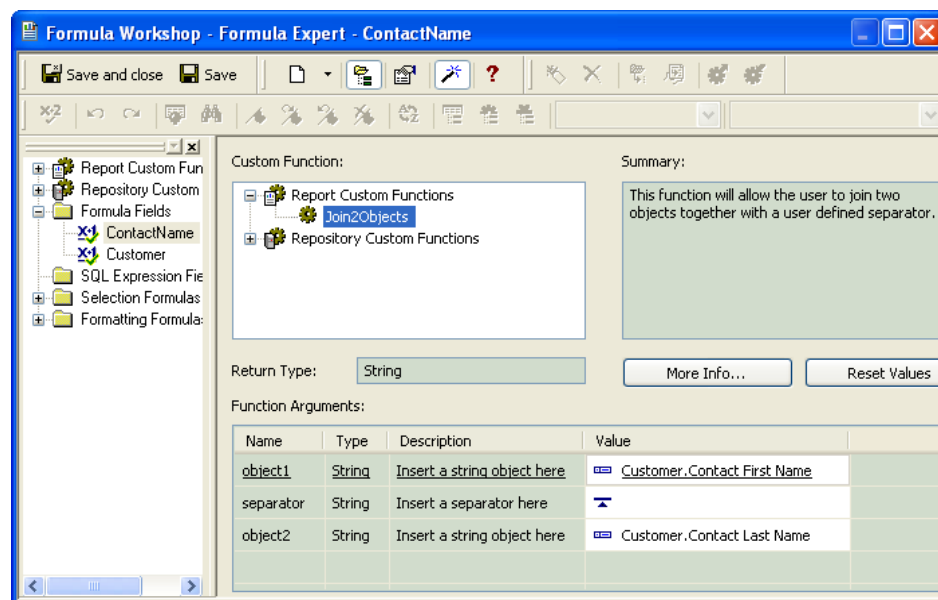 Formula Workshop - Formula Expert - ContactName
Save and close Save
Report Custom Fun
Repository Custom
Formula Fields
ContactName
Customer
SQL Expression Fie
Selection Formulas
Formatting Formula
Custom Function:
Report Custom Functions
Join2Objects
Repository Custom Functions
Summary:
This function will allow the user to join two
objects together with a user defined separator.
Return Type: String
More Info... Reset Values
Function Arguments:
Name Type Description Value
object1 String Insert a string object here Customer.Contact First Name
separator String Insert a separator here
object2 String Insert a string object here Customer.Contact Last Name